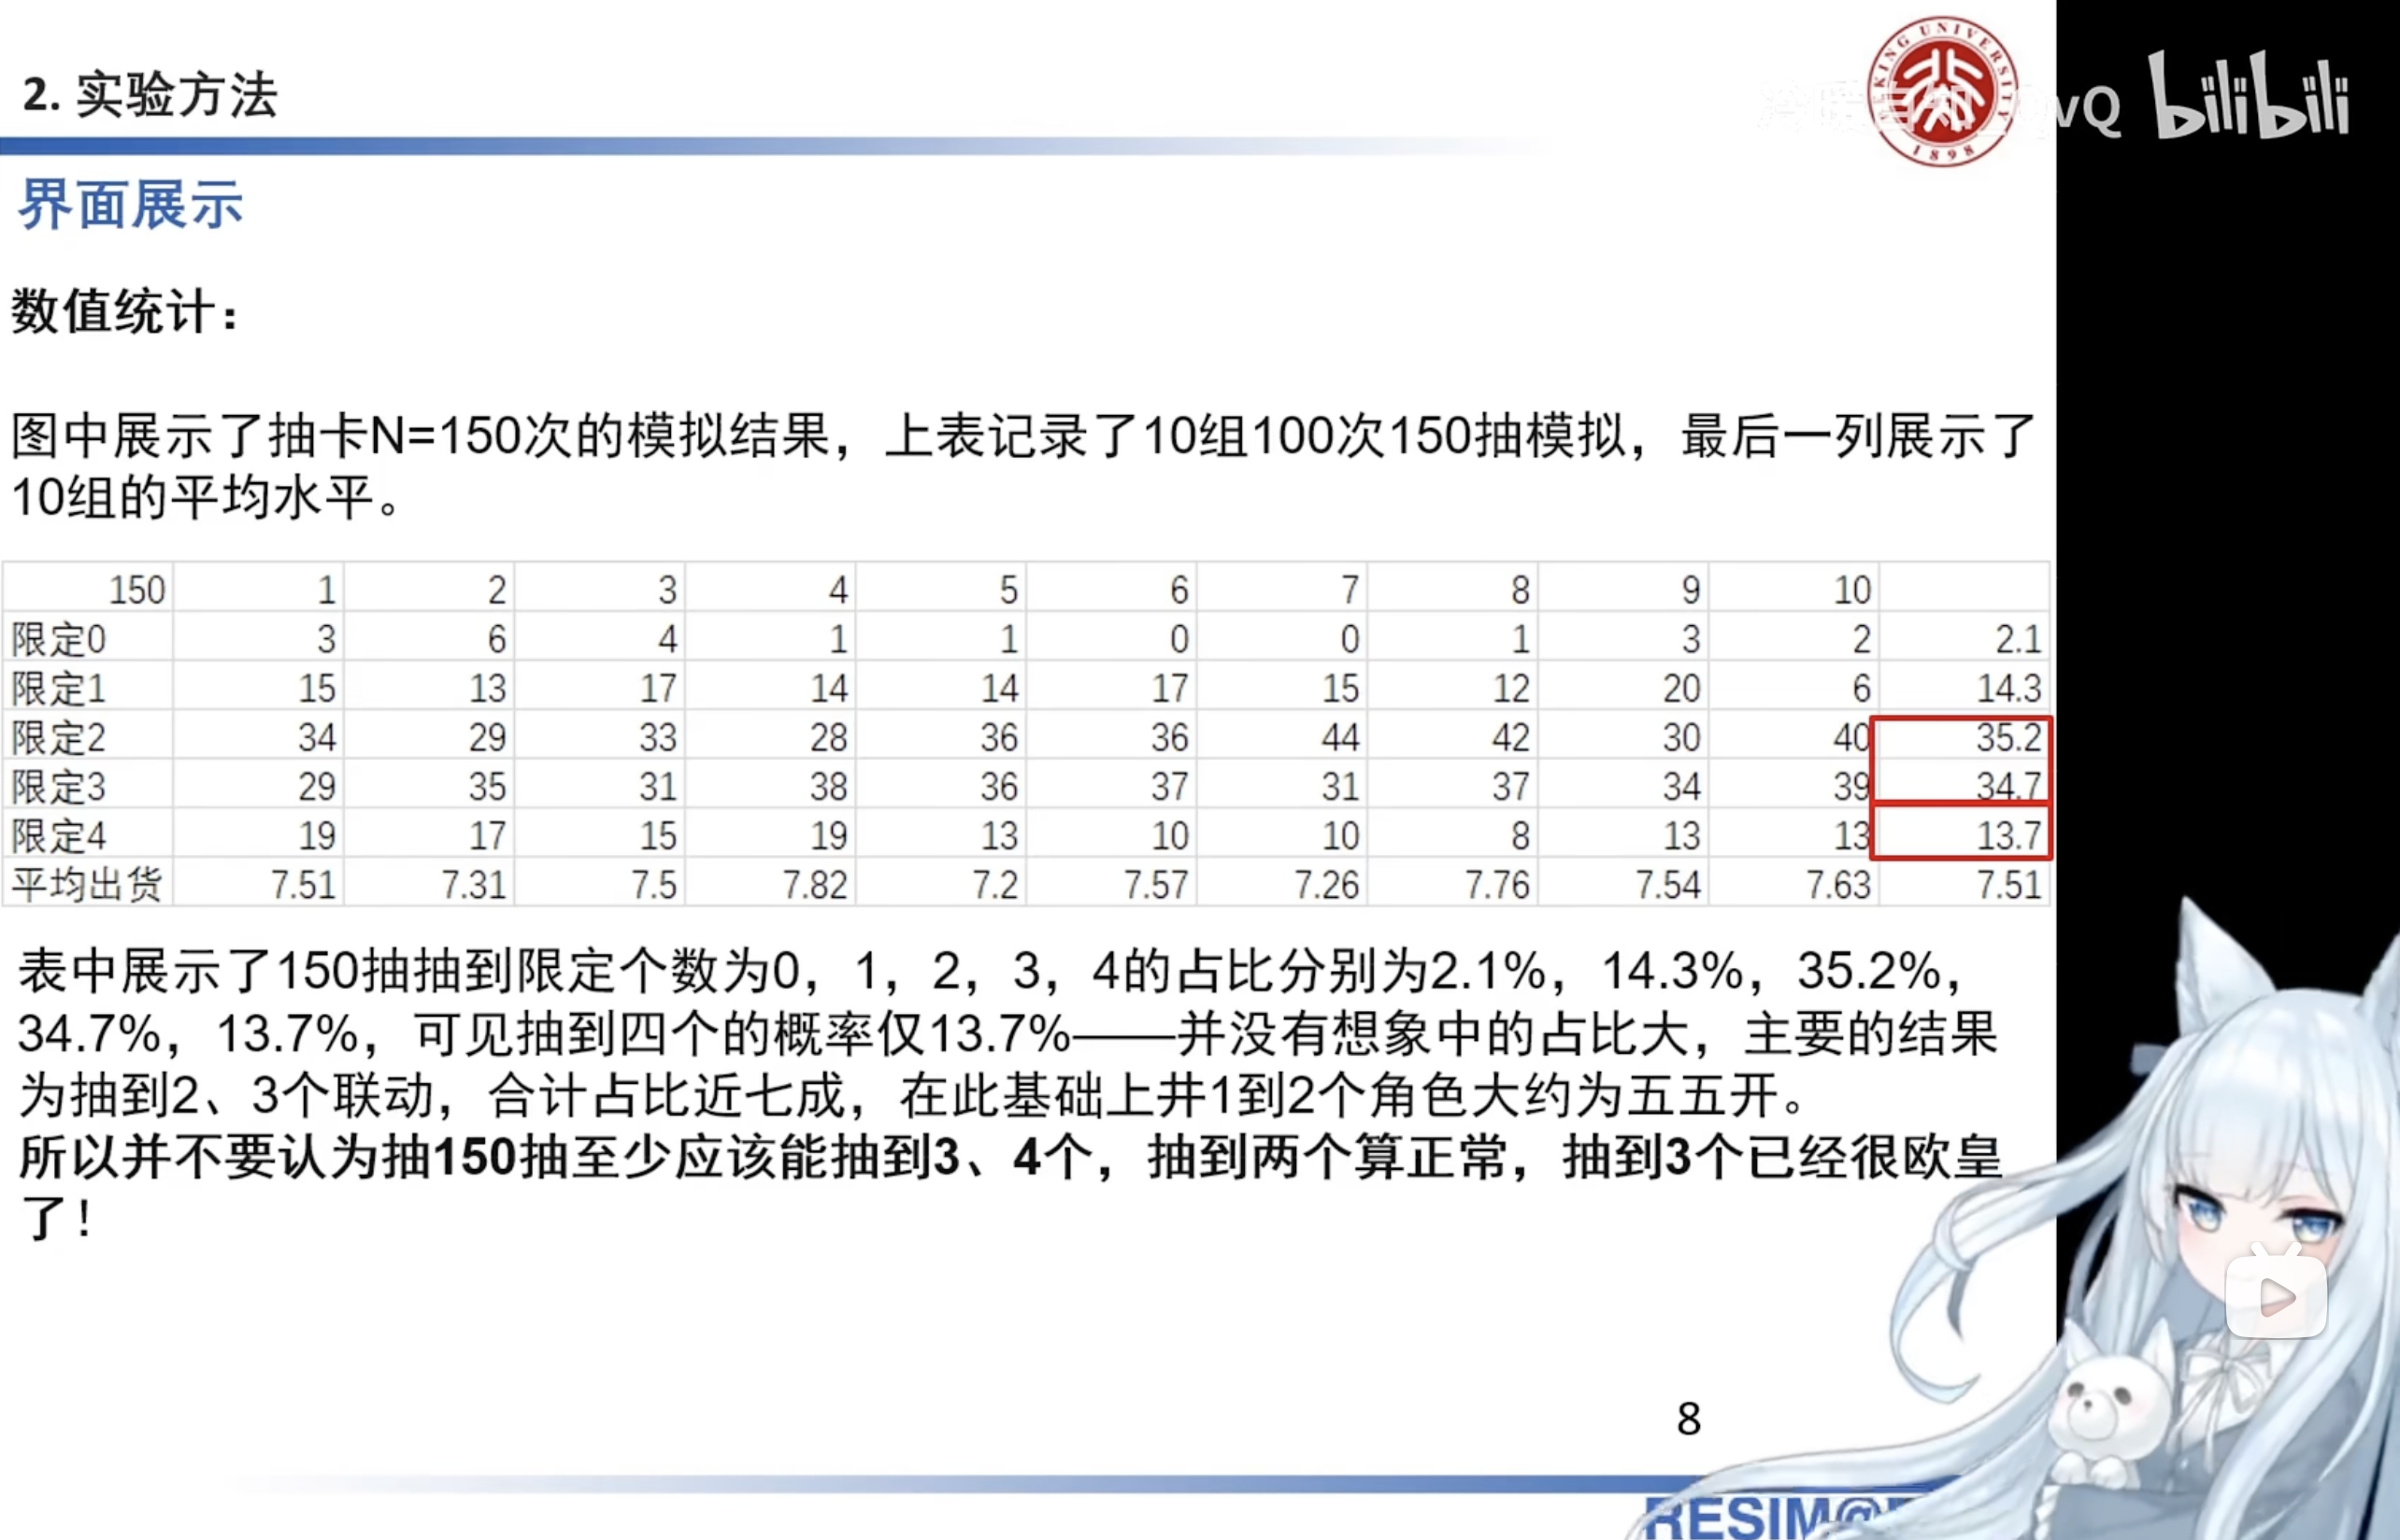 2. 实验方法
KING UNIVERSITY
1898
vQ bilibili
界面展示
数值统计：
图中展示了抽卡N=150次的模拟结果，上表记录了10组100次150抽模拟，最后一列展示了
10组的平均水平。
150 1 2 3 4 5 6 7 8 9 10
限定0 3 6 4 1 1 0 0 1 3 2 2.1
限定1 15 13 17 14 14 17 15 12 20 6 14.3
限定2 34 29 33 28 36 36 44 42 30 40 35.2
限定3 29 35 31 38 36 37 31 37 34 39 34.7
限定4 19 17 15 19 13 10 10 8 13 13 13.7
平均出货 7.51 7.31 7.5 7.82 7.2 7.57 7.26 7.76 7.54 7.63 7.51
表中展示了150抽抽到限定个数为0，1，2，3，4的占比分别为2.1%，14.3%，35.2%，
34.7%，13.7%，可见抽到四个的概率仅13.7%——并没有想象中的占比大，主要的结果
为抽到2、3个联动，合计占比近七成，在此基础上井1到2个角色大约为五五开。
所以并不要认为抽150抽至少应该能抽到3、4个，抽到两个算正常，抽到3个已经很欧皇
了！
8
RESIM@